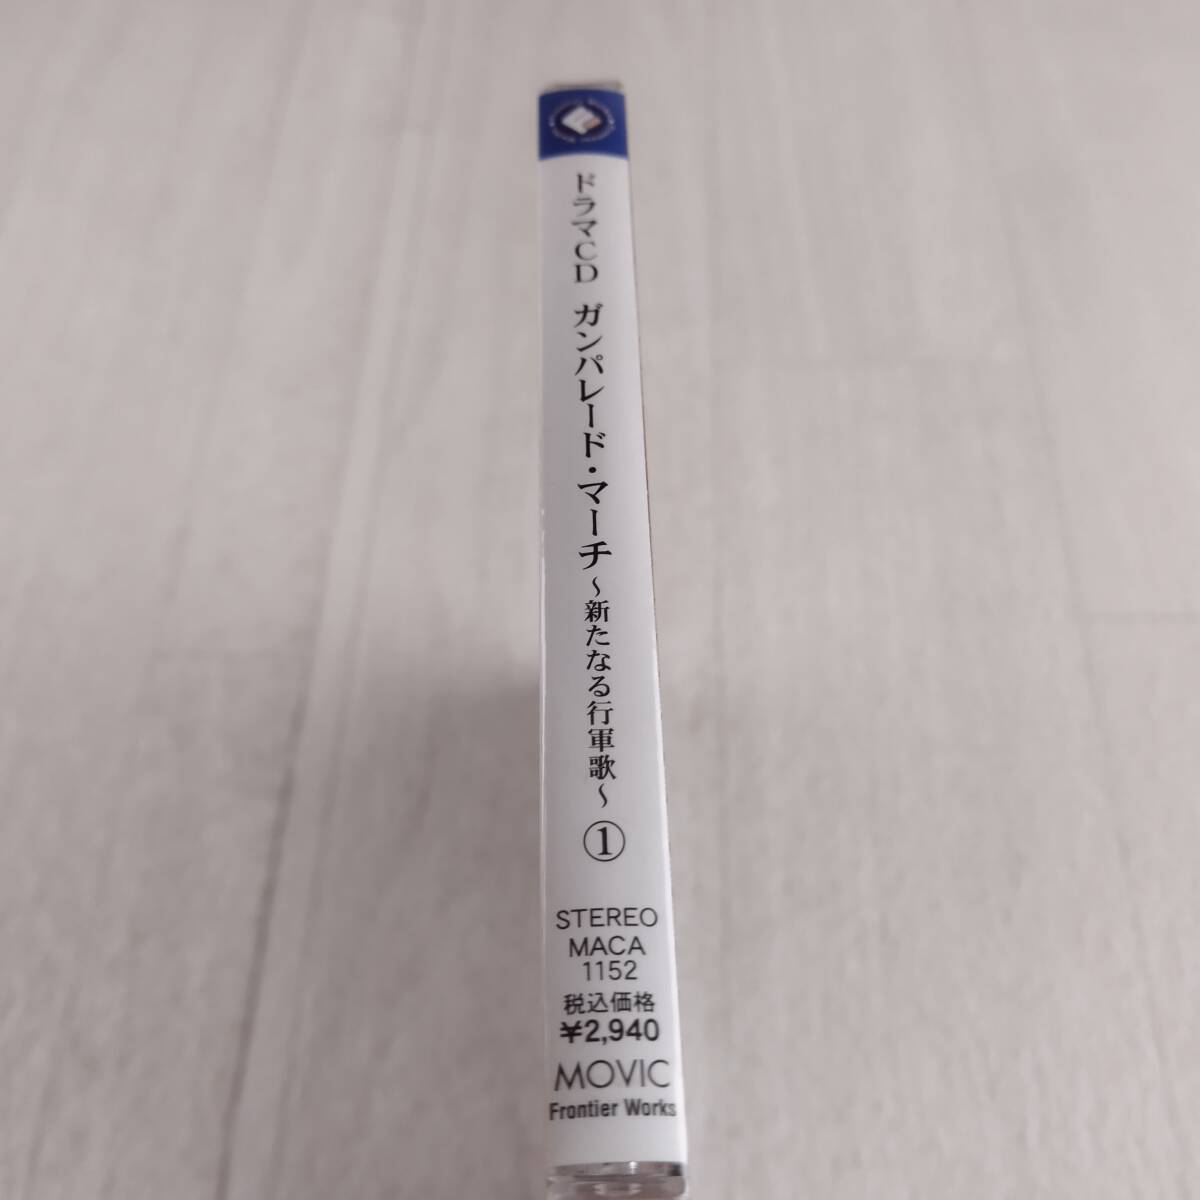 ドラマCD ガンパレード・マーチ～新たなる行軍歌～①
STEREO
MACA
1152
税込価格
¥2,940
MOVIC
Frontier Works